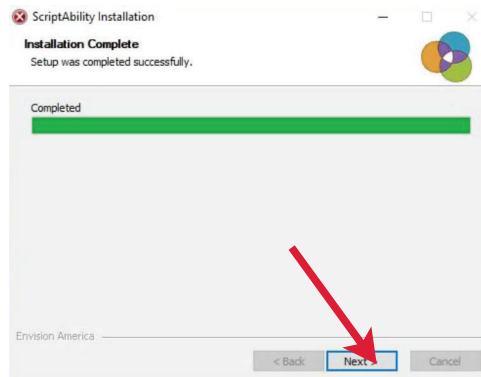 ScriptAbility Installation
Installation Complete
Setup was completed successfully.
Completed
Envision America
< Back Next > Cancel